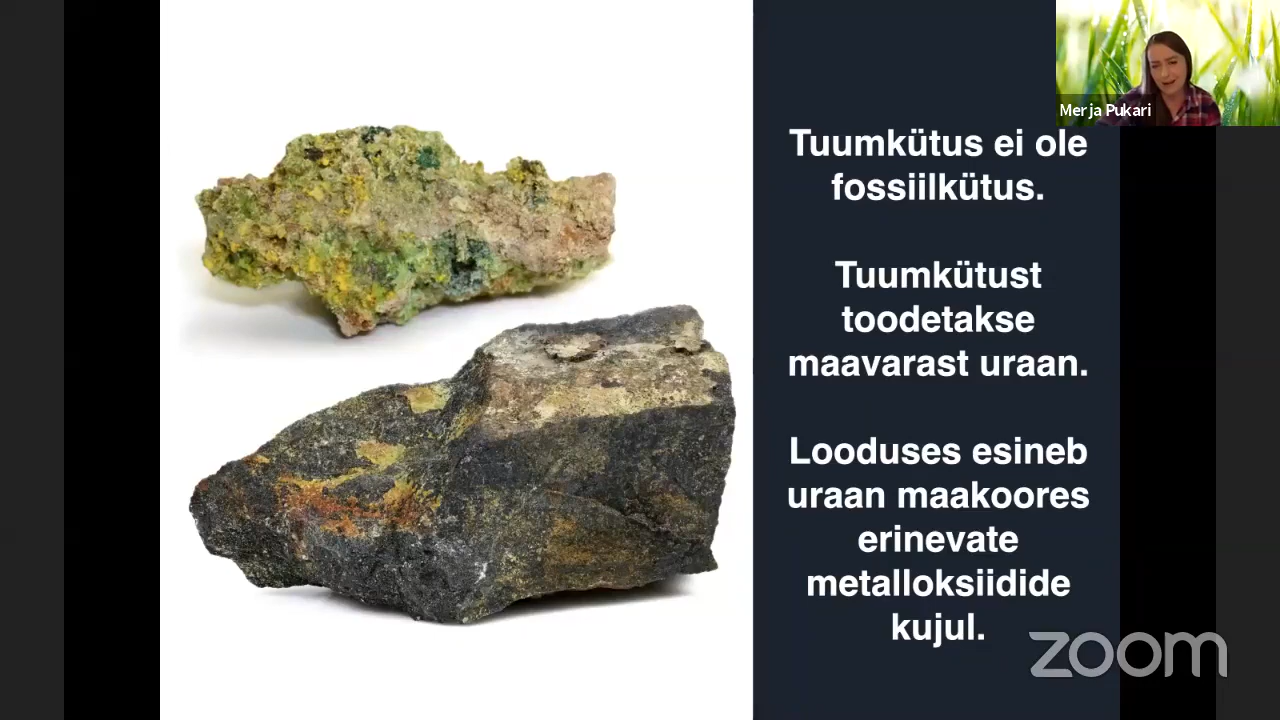 Merja Pukari
Tuumkütus ei ole
fossiilkütus.
Tuumkütust
toodetakse
maavarast uraan.
Looduses esineb
uraan maakoores
erinevate
metalloksiidide
kujul.
zoom